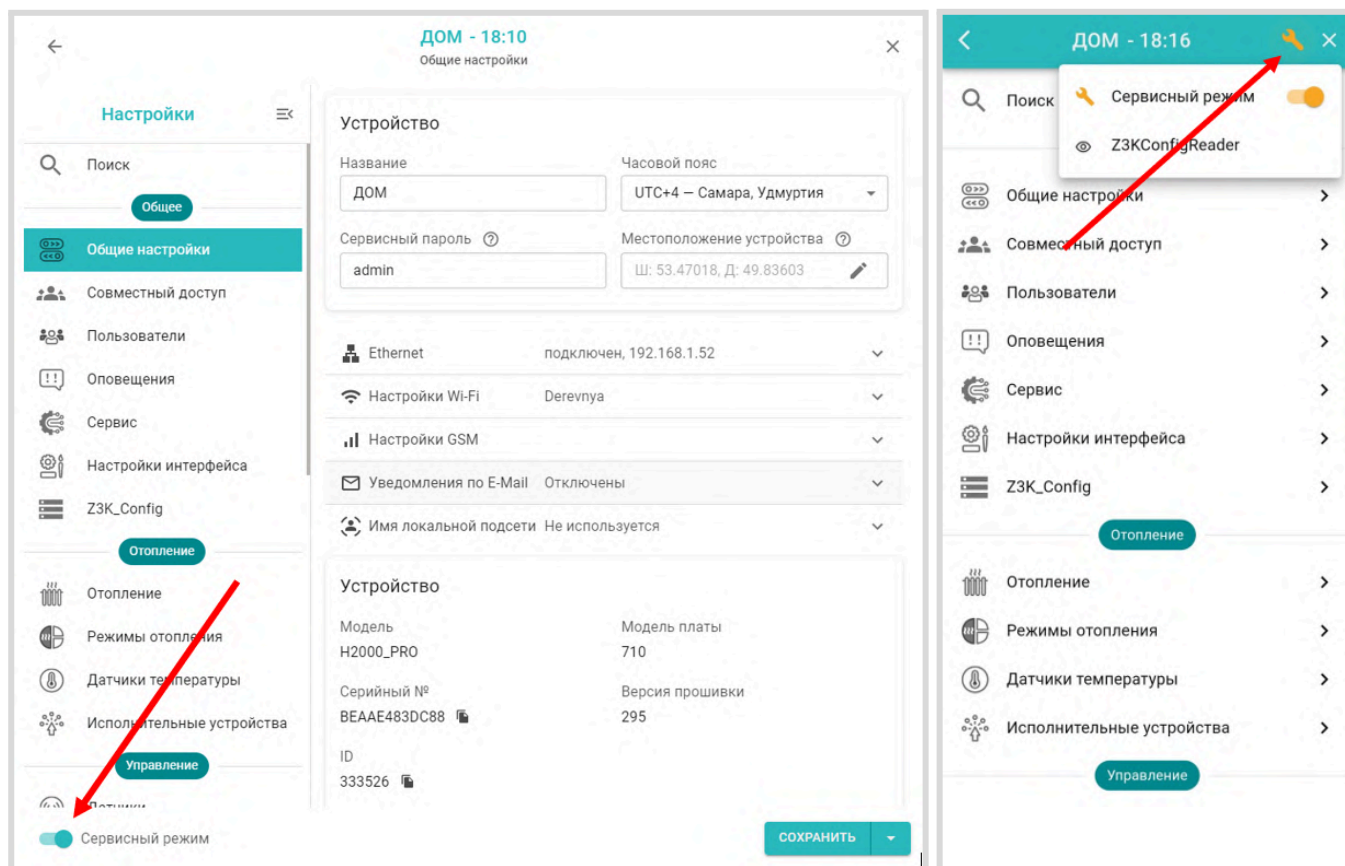 ДОМ - 18:10
Общие настройки
Настройки
Поиск
Общее
Общие настройки
Совместный доступ
Пользователи
Оповещения
Сервис
Настройки интерфейса
Z3K_Config
Отопление
Отопление
Режимы отопления
Датчики температуры
Исполнительные устройства
Управление
Датчики
Сервисный режим
Устройство
Название Часовой пояс
ДОМ UTC+4 — Самара, Удмуртия
Сервисный пароль Местоположение устройства
admin Ш: 53.47018, Д: 49.83603
Ethernet подключен, 192.168.1.52
Настройки Wi-Fi Derevnya
Настройки GSM
Уведомления по E-Mail Отключены
Имя локальной подсети Не используется
Устройство
Модель Модель платы
H2000_PRO 710
Серийный № Версия прошивки
BEAAE483DC88 295
ID
333526
СОХРАНИТЬ
ДОМ - 18:16
Поиск
Сервисный режим
Z3KConfigReader
Общие настройки
Совместный доступ
Пользователи
Оповещения
Сервис
Настройки интерфейса
Z3K_Config
Отопление
Отопление
Режимы отопления
Датчики температуры
Исполнительные устройства
Управление